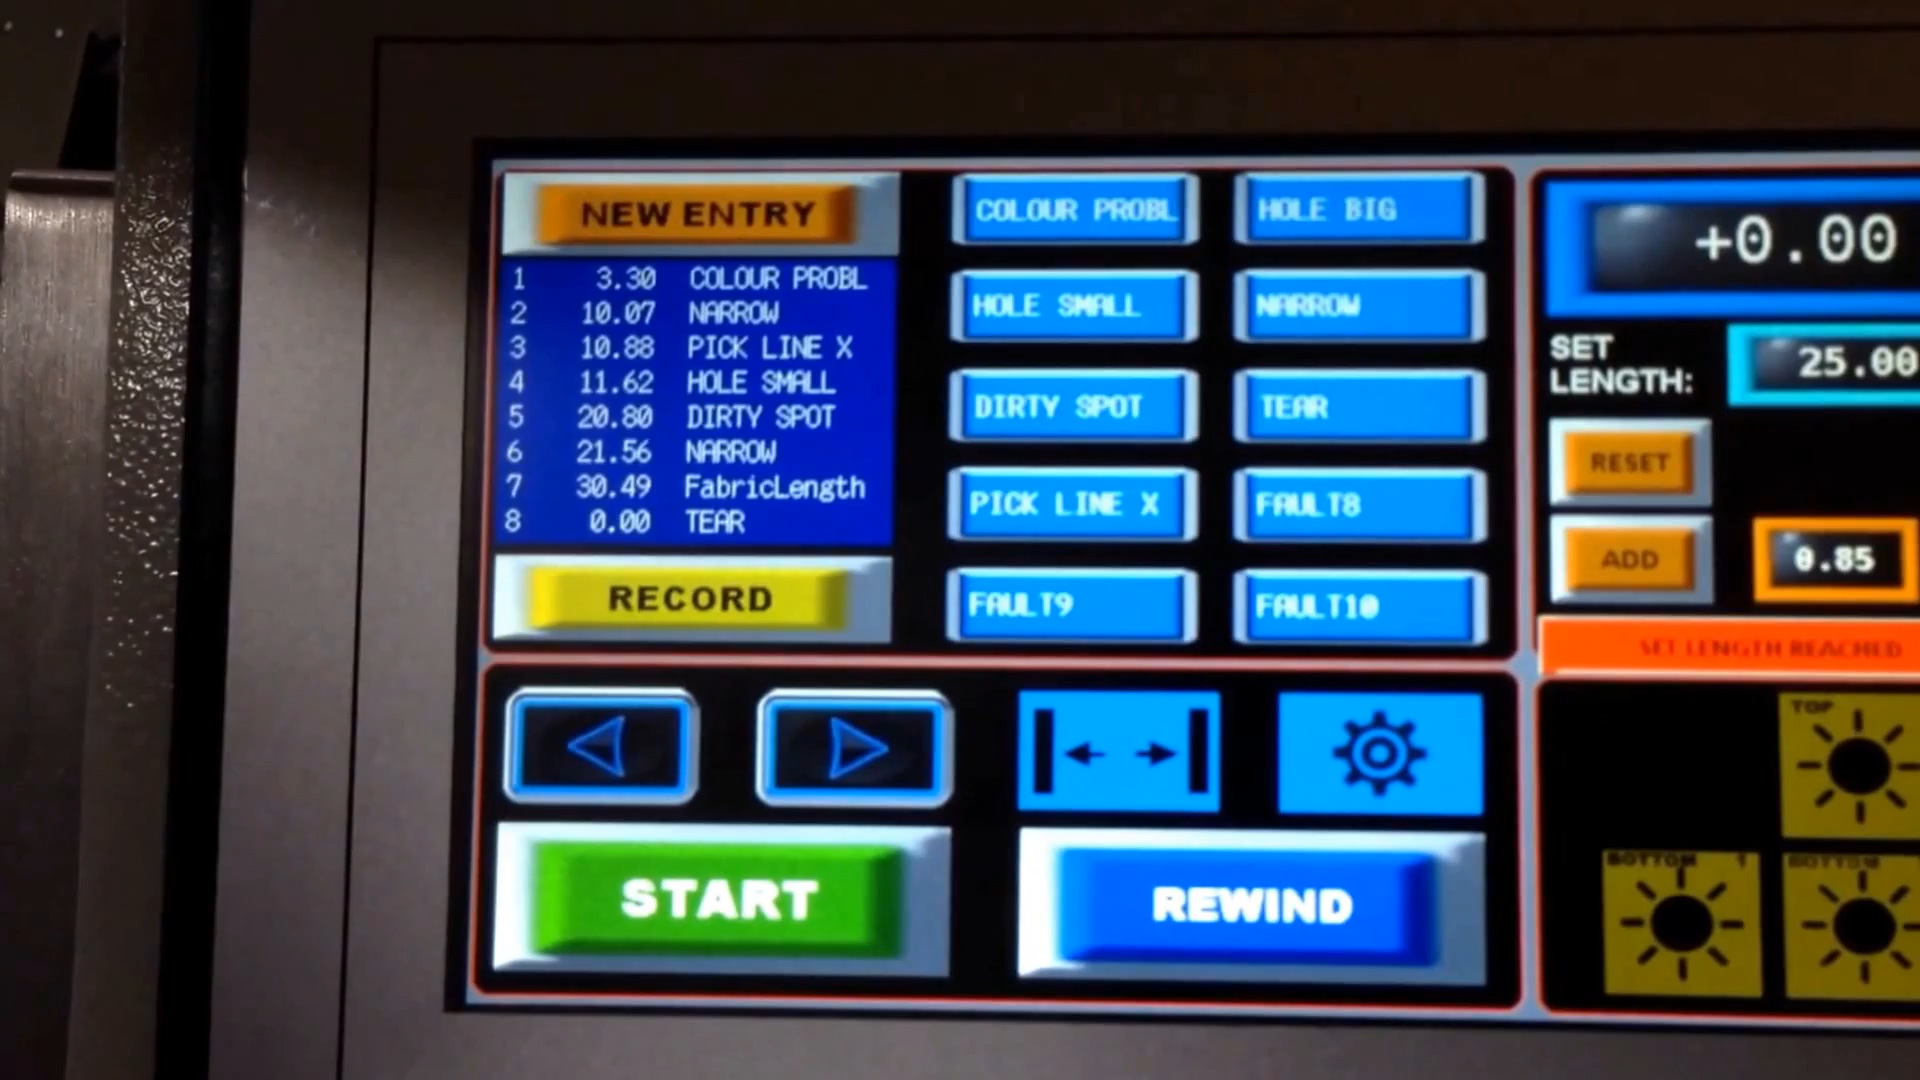 NEW ENTRY
1 3.30 COLOUR PROBL
2 10.07 NARROW
3 10.88 PICK LINE X
4 11.62 HOLE SMALL
5 20.80 DIRTY SPOT
6 21.56 NARROW
7 30.49 FabricLength
8 0.00 TEAR
RECORD
COLOUR PROBL
HOLE BIG
HOLE SMALL
NARROW
DIRTY SPOT
TEAR
PICK LINE X
FAULT8
FAULT9
FAULT10
START
REWIND
+0.00
SET
LENGTH:
25.00
RESET
ADD
0.85
SET LENGTH REACHED
TOP
BOTTOM 1
BOTTOM